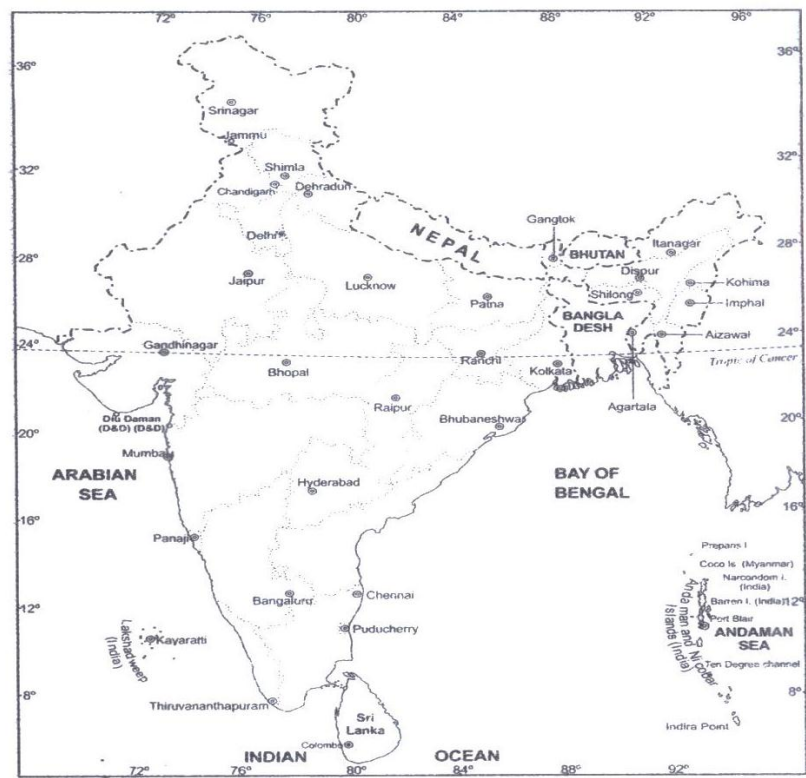 72° 76° 80° 84° 88° 92° 96°
36° 36°
Srinagar
Jammu
32° 32°
Shimla
Chandigarh
Dehradun
Delhi
NEPAL
Gangtok
BHUTAN
Itanagar
28° 28°
Jaipur
Lucknow
Patna
Dispur
Shilong
Kohima
Imphal
BANGLA
DESH
24° 24°
Gandhinagar
Bhopal
Ranchi
Kolkata
Aizawal
Tropic of Cancer
Raipur
Agartala
Diu Daman
(D&D) (D&D)
Bhubaneshwar
20° 20°
Mumbai
ARABIAN
SEA
Hyderabad
BAY OF
BENGAL
16° 16°
Panaji
Preparis I
Coco Is. (Myanmar)
Narcondom I.
(India)
Bangaluru
Chennai
Barren I. (India)
12° 12°
Port Blair
Puducherry
Kavaratti
Lakshadweep
(India)
Andaman and Nicobar
Islands (India)
ANDAMAN
SEA
Ten Degree channel
8° 8°
Thiruvananthapuram
Sri
Lanka
Indira Point
Colombo
INDIAN OCEAN
72° 76° 80° 84° 88° 92°